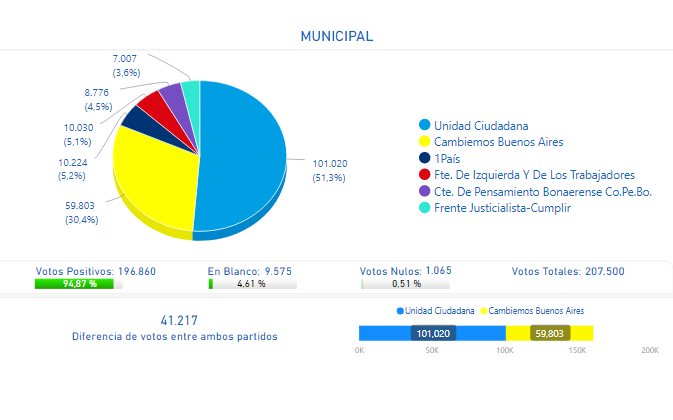 MUNICIPAL
7.007
(3,6%)
8.776
(4,5%)
10.030
(5,1%)
10.224
(5,2%)
59.803
(30,4%)
101.020
(51,3%)
Unidad Ciudadana
Cambiemos Buenos Aires
1País
Fte. De Izquierda Y De Los Trabajadores
Cte. De Pensamiento Bonaerense Co.Pe.Bo.
Frente Justicialista-Cumplir
Votos Positivos: 196.860
94,87 %
En Blanco: 9.575
4,61 %
Votos Nulos: 1.065
0,51 %
Votos Totales: 207.500
41.217
Diferencia de votos entre ambos partidos
Unidad Ciudadana Cambiemos Buenos Aires
101,020 59,803
0K 50K 100K 150K 200K